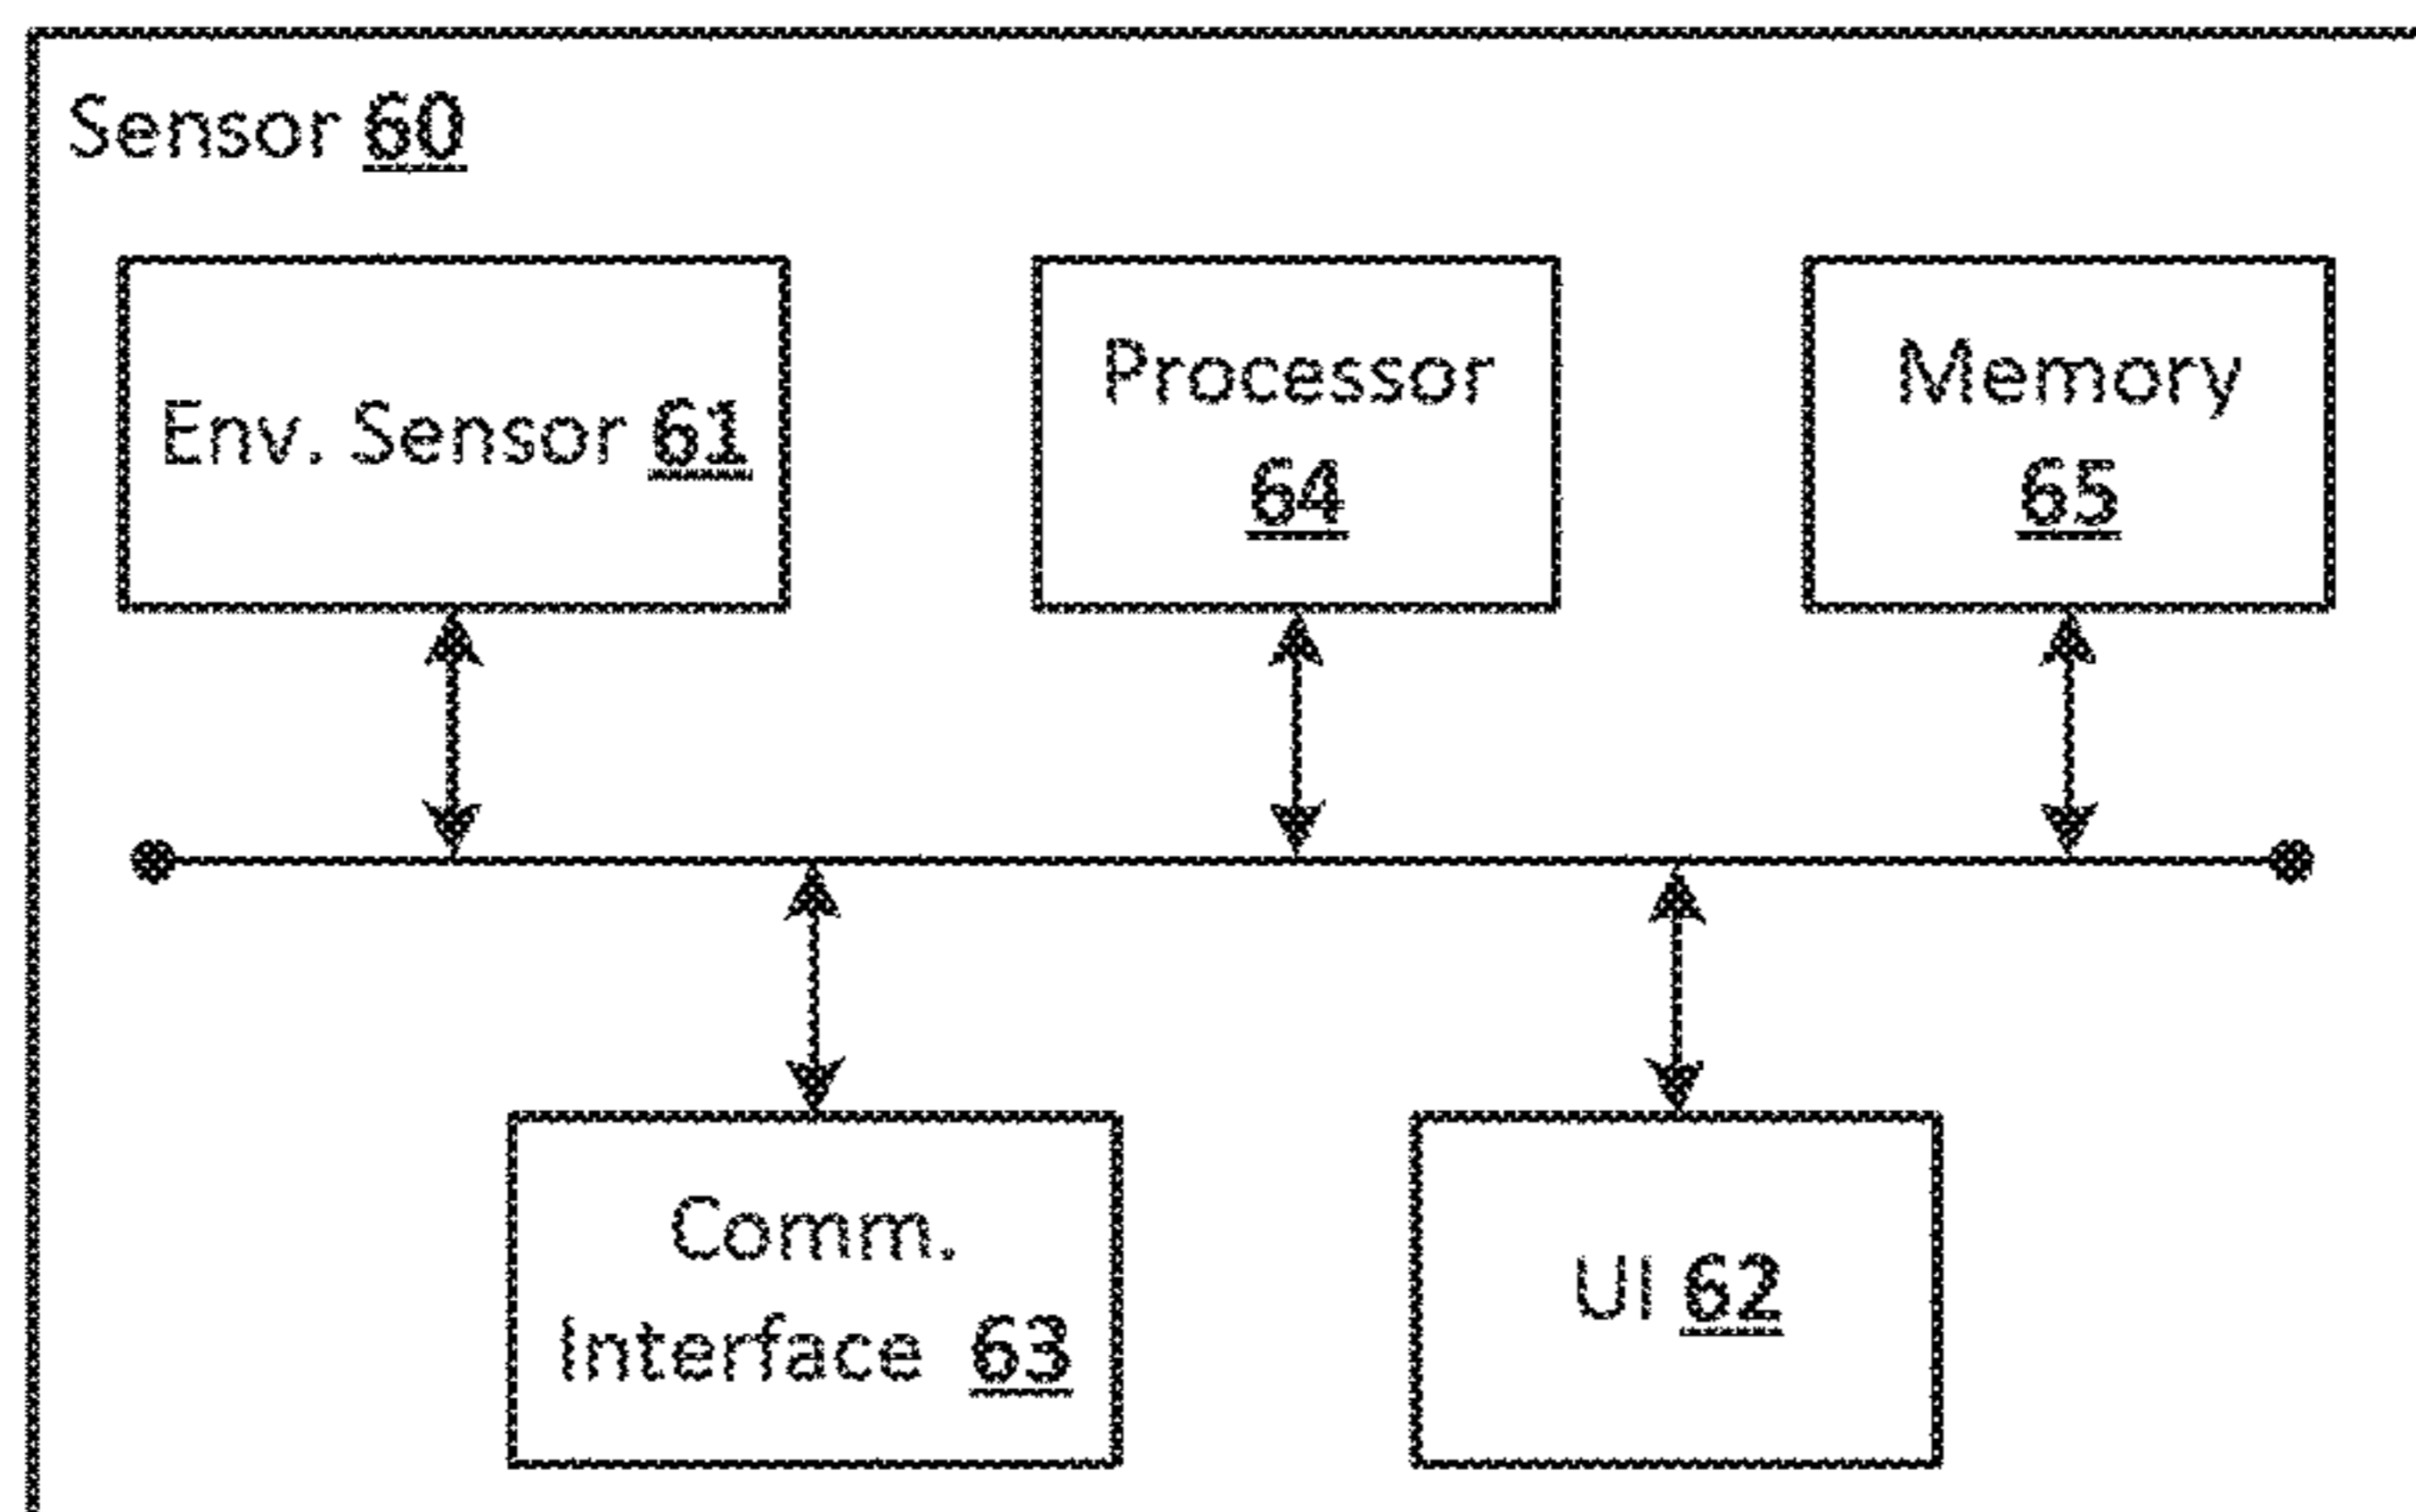 Sensor 60
Env. Sensor 61
Processor
64
Memory
65
Comm.
Interface 63
UI 62